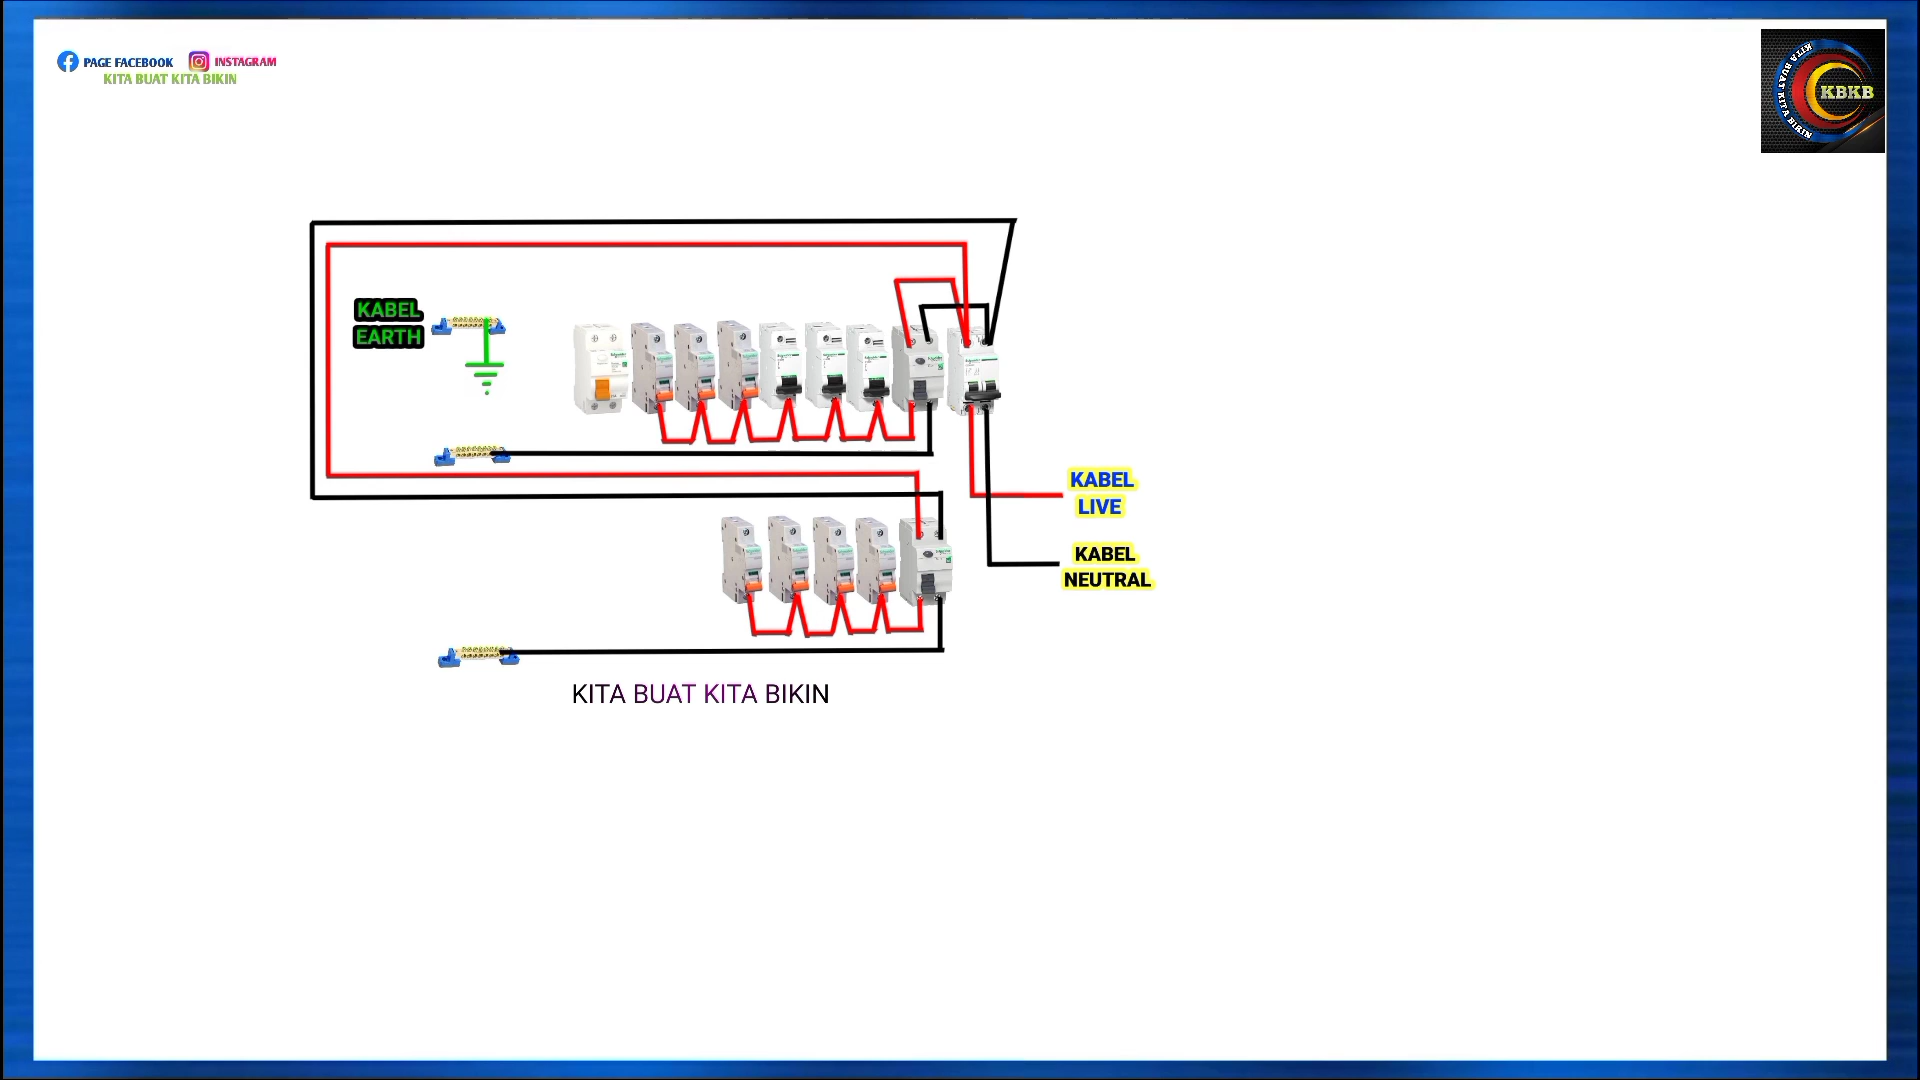 PAGE FACEBOOK INSTAGRAM
KITA BUAT KITA BIKIN
KITA BUAT KITA BIKIN
KBKB
KABEL
EARTH
KABEL
LIVE
KABEL
NEUTRAL
KITA BUAT KITA BIKIN